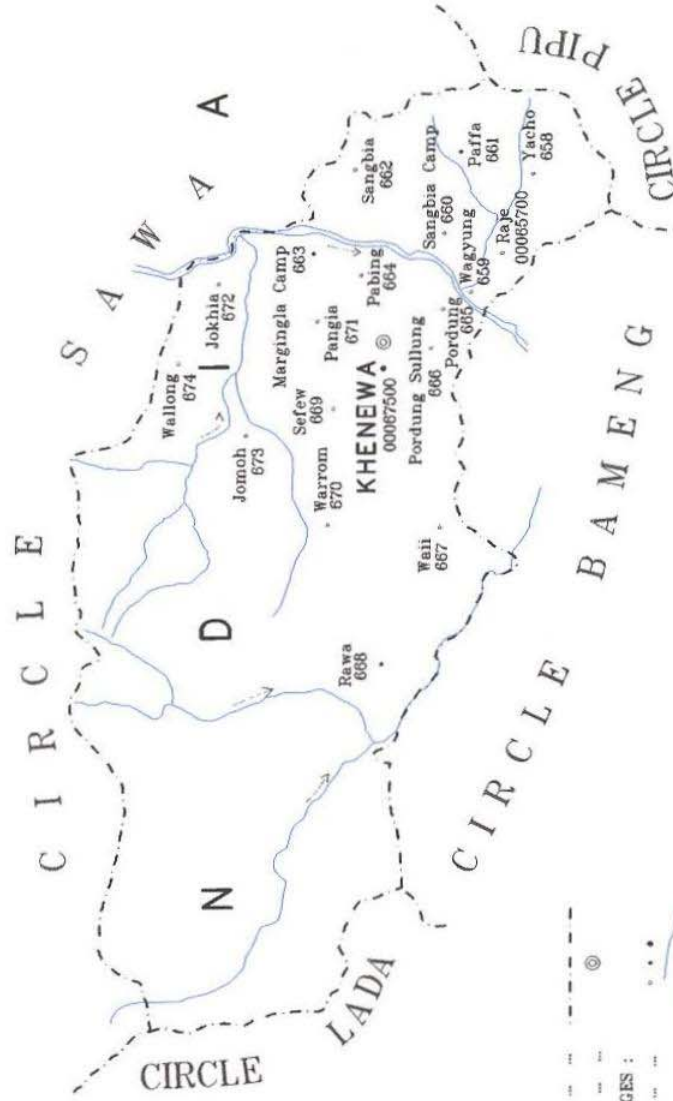 CIRCLE
SAWA
A
N
D
I
CIRCLE
LADA
CIRCLE
BAMENG
CIRCLE
PIPU
Wallong
674
Jokhia
672
Jomoh
673
Margingla Camp
663
Sangbia
662
Sefew
669
Pangia
671
Pabing
664
Warrom
670
KHENEWA
00067500
Sangbia Camp
660
Paffa
661
Pordung Sullung
666
Pordung
665
Wagyung
659
Raje
00065700
Yacho
658
Waii
667
Rawa
668
GES :